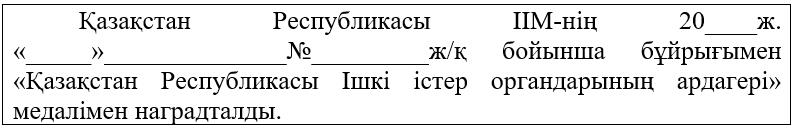 Қазақстан Республикасы ІІМ-нің 20____ж.
«_____»______________№_________ж/қ бойынша бұйрығымен
«Қазақстан Республикасы Ішкі істер органдарының ардагері»
медалімен наградталды.